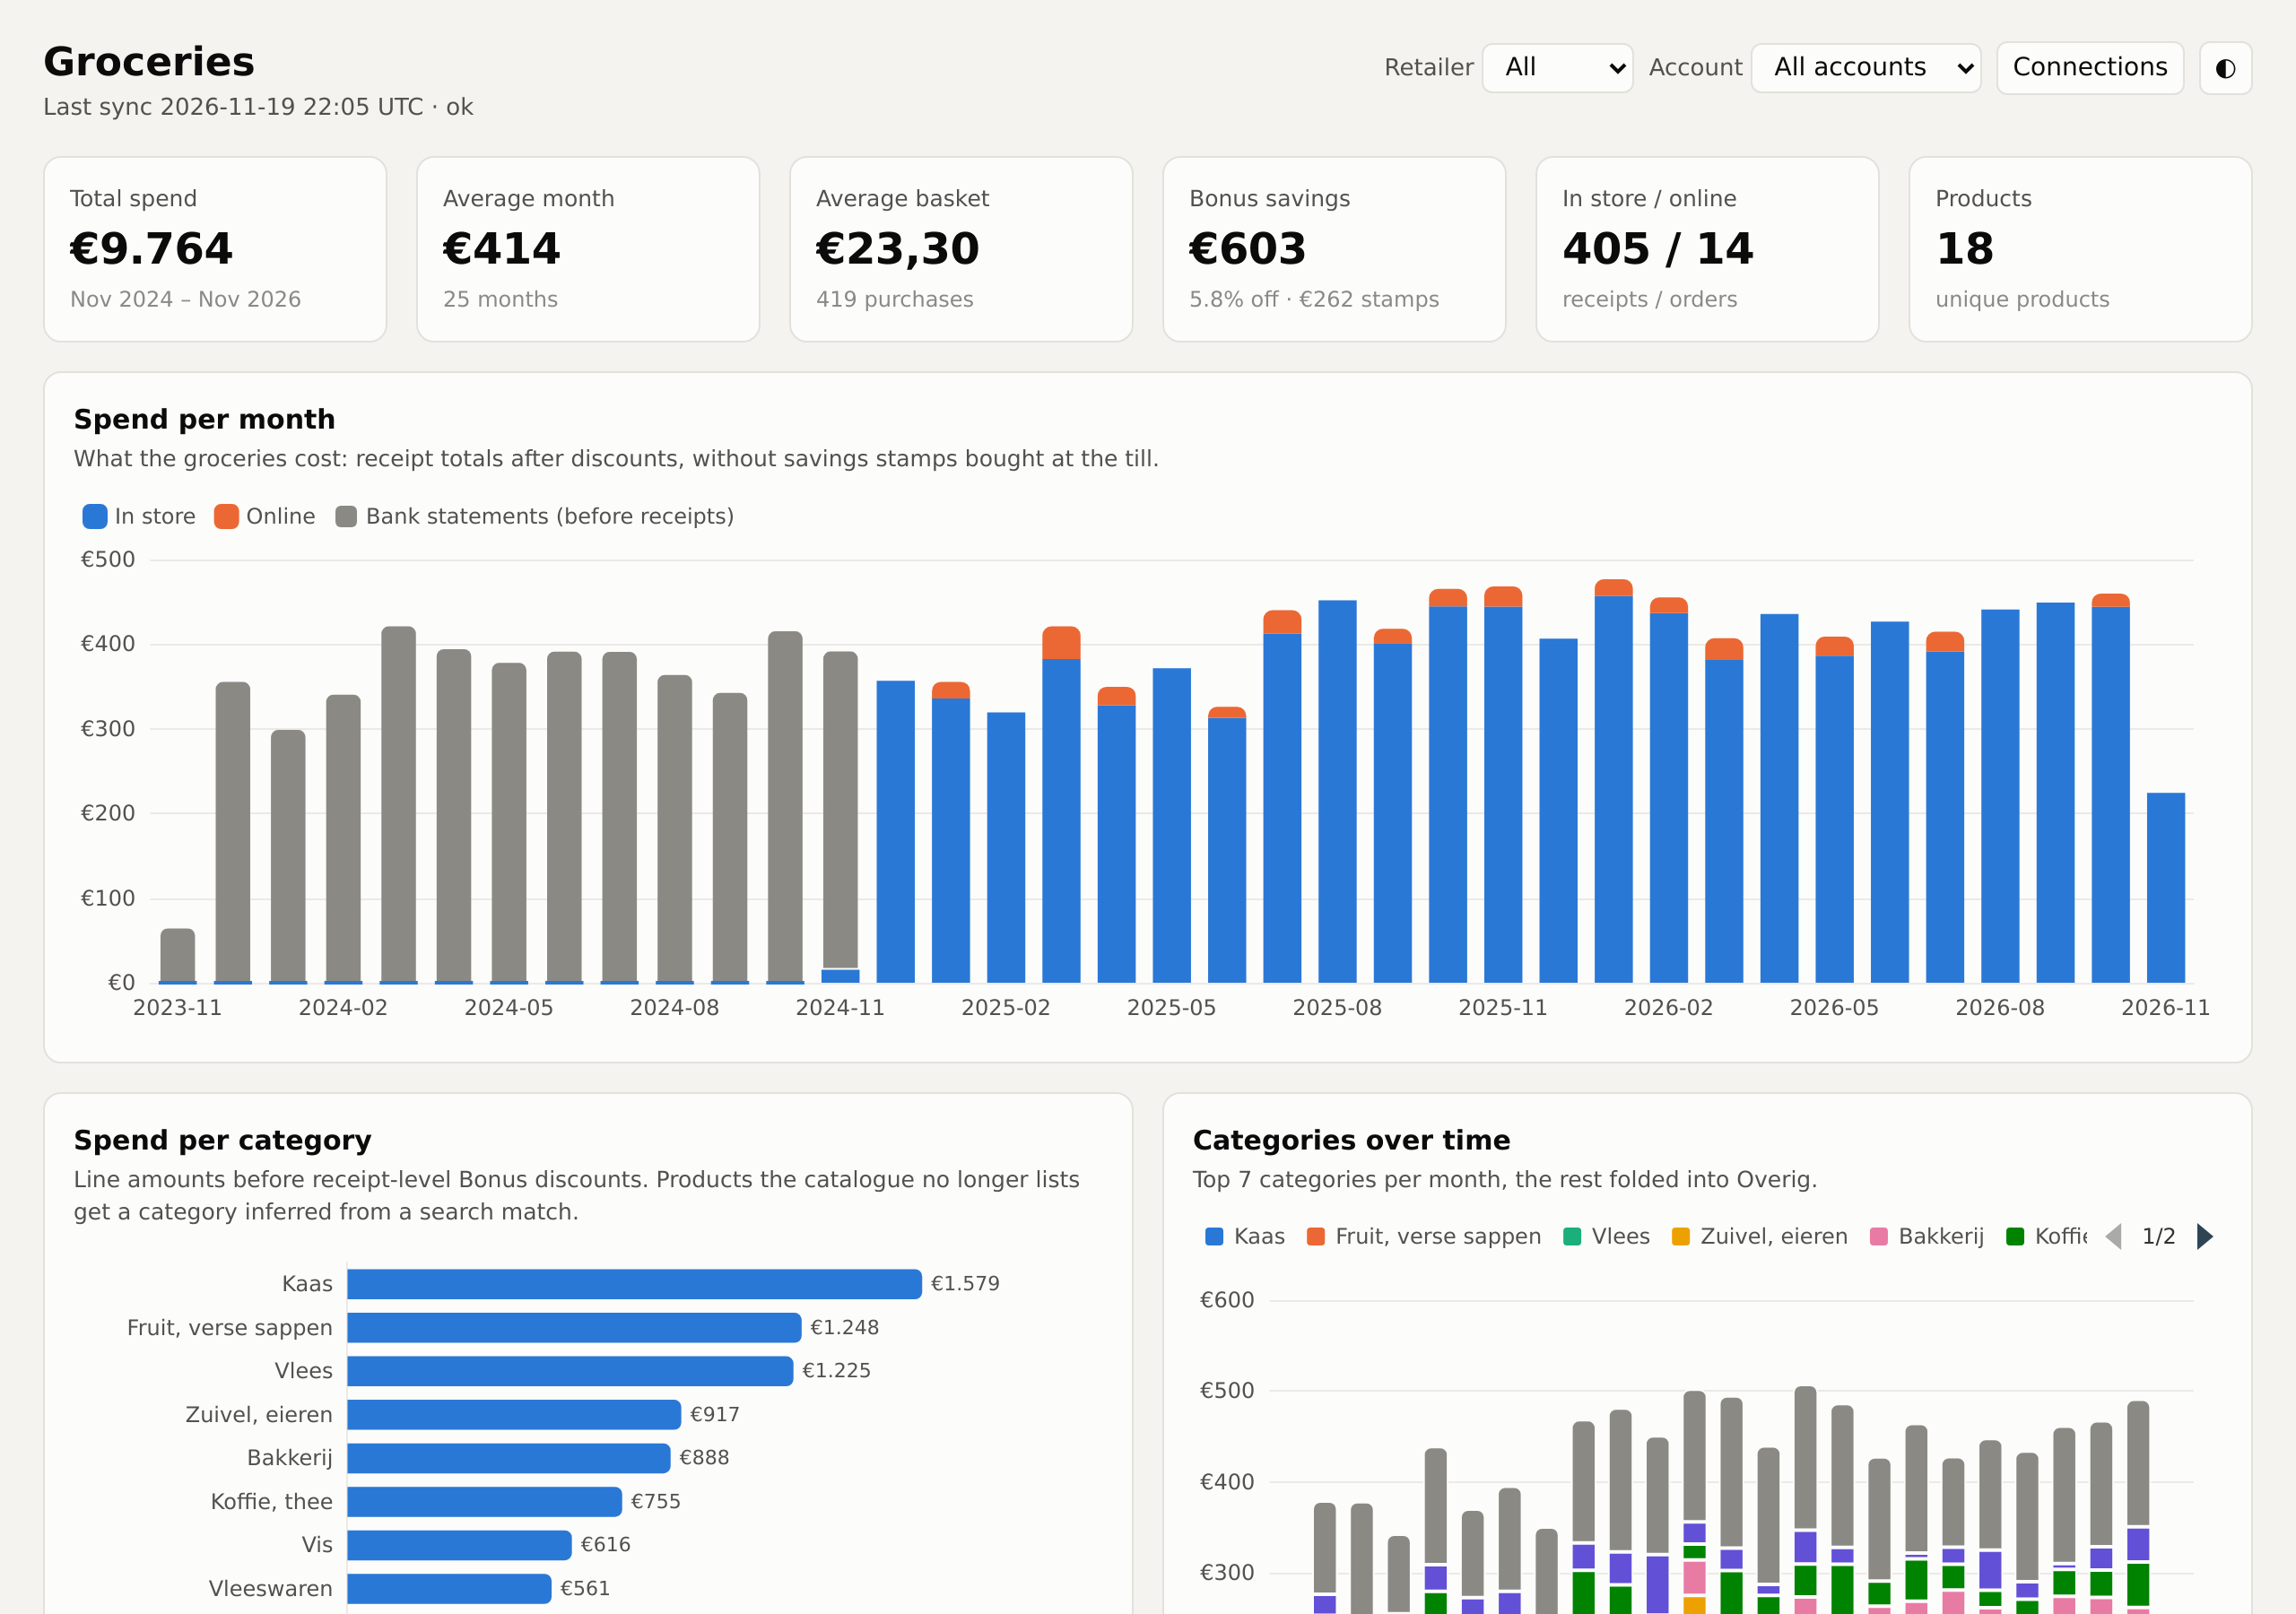 Groceries
Last sync 2026-11-19 22:05 UTC · ok
Retailer All Account All accounts Connections
Total spend
€9.764
Nov 2024 – Nov 2026
Average month
€414
25 months
Average basket
€23,30
419 purchases
Bonus savings
€603
5.8% off · €262 stamps
In store / online
405 / 14
receipts / orders
Products
18
unique products
Spend per month
What the groceries cost: receipt totals after discounts, without savings stamps bought at the till.
In store Online Bank statements (before receipts)
€500
€400
€300
€200
€100
€0
2023-11 2024-02 2024-05 2024-08 2024-11 2025-02 2025-05 2025-08 2025-11 2026-02 2026-05 2026-08 2026-11
Spend per category
Line amounts before receipt-level Bonus discounts. Products the catalogue no longer lists
get a category inferred from a search match.
Kaas €1.579
Fruit, verse sappen €1.248
Vlees €1.225
Zuivel, eieren €917
Bakkerij €888
Koffie, thee €755
Vis €616
Vleeswaren €561
Categories over time
Top 7 categories per month, the rest folded into Overig.
Kaas Fruit, verse sappen Vlees Zuivel, eieren Bakkerij Koffie 1/2
€600
€500
€400
€300